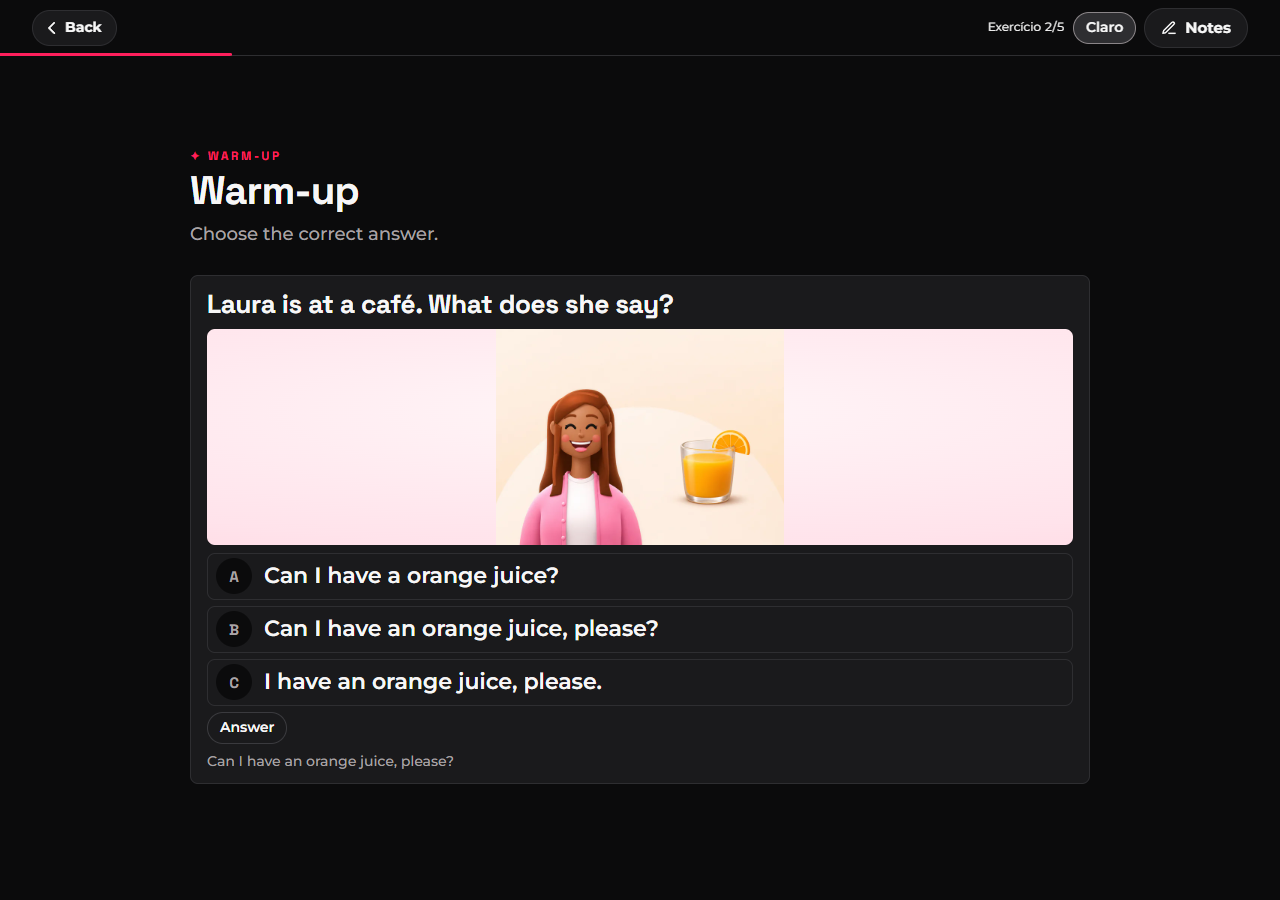 Back
Exercício 2/5
Claro
Notes
✦ WARM-UP
Warm-up
Choose the correct answer.
Laura is at a café. What does she say?
A Can I have a orange juice?
B Can I have an orange juice, please?
C I have an orange juice, please.
Answer
Can I have an orange juice, please?